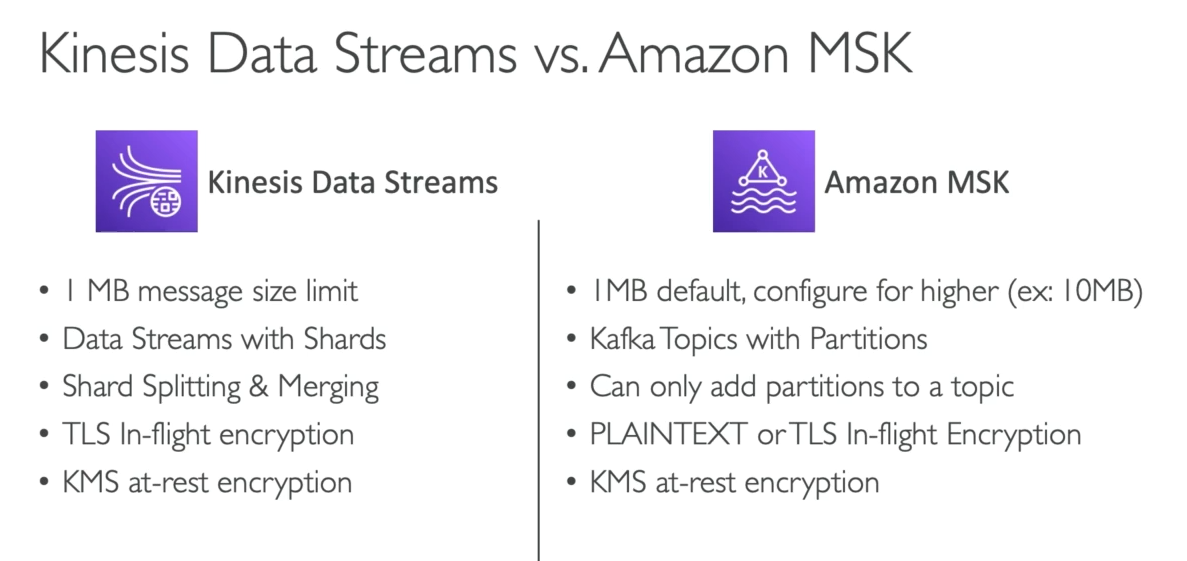 Kinesis Data Streams vs. Amazon MSK
Kinesis Data Streams
• 1 MB message size limit
• Data Streams with Shards
• Shard Splitting & Merging
• TLS In-flight encryption
• KMS at-rest encryption
K
Amazon MSK
• 1MB default, configure for higher (ex: 10MB)
• Kafka Topics with Partitions
• Can only add partitions to a topic
• PLAINTEXT or TLS In-flight Encryption
• KMS at-rest encryption